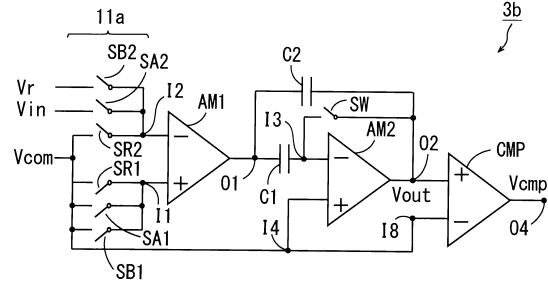 11a
3b
SB2
SA2
C2
Vr
Vin
I2
AM1
SW
I3
AM2
O2
CMP
Vcom
SR2
SR1
O1
C1
Vout
Vcmp
I1
I4
I8
O4
SA1
SB1
−
+
−
+
+
−